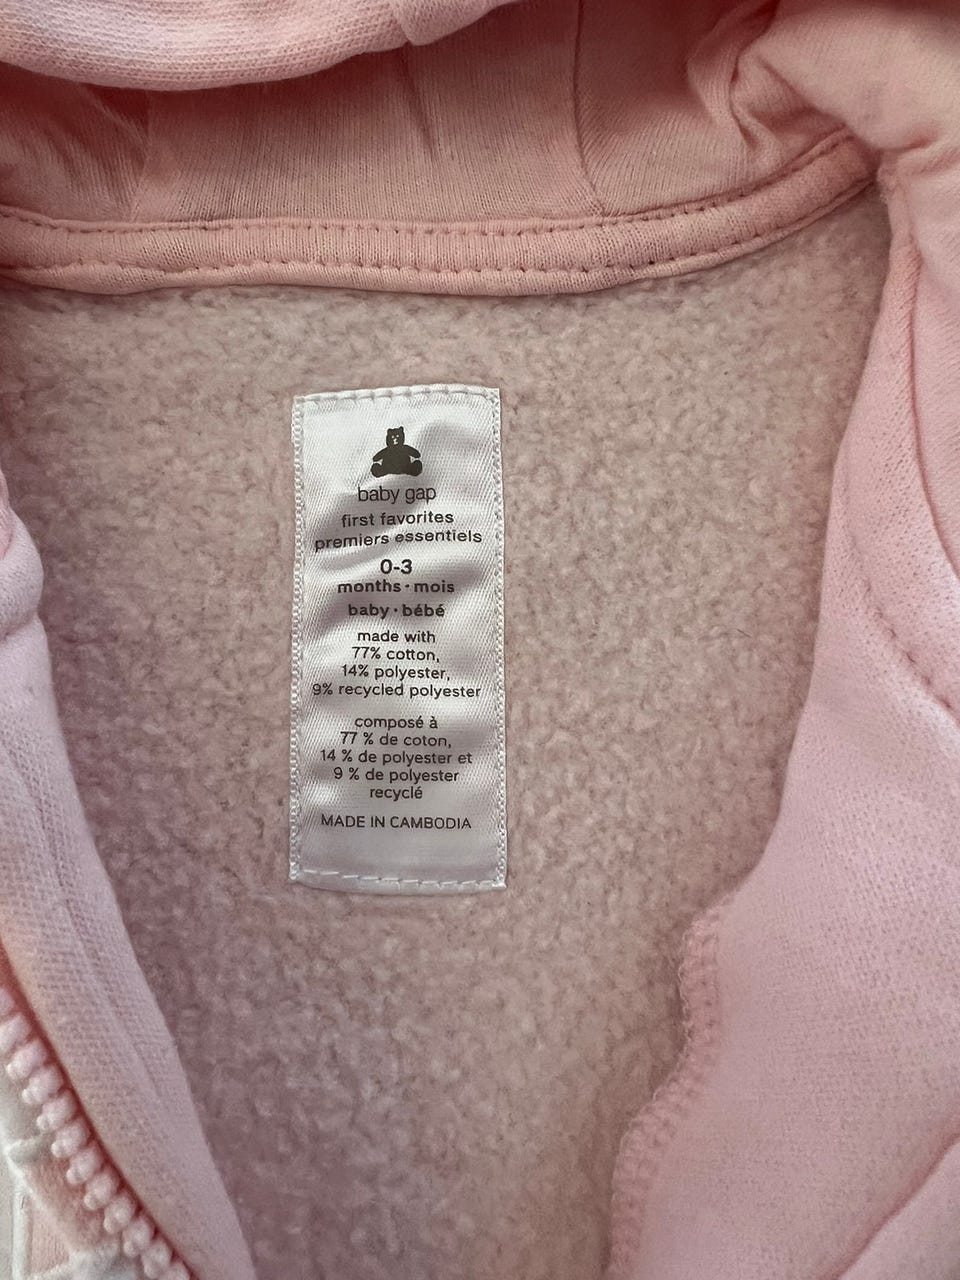 baby gap
first favorites
premiers essentiels
0-3
months · mois
baby · bébé
made with
77% cotton,
14% polyester,
9% recycled polyester
composé à
77 % de coton,
14 % de polyester et
9 % de polyester
recyclé
MADE IN CAMBODIA